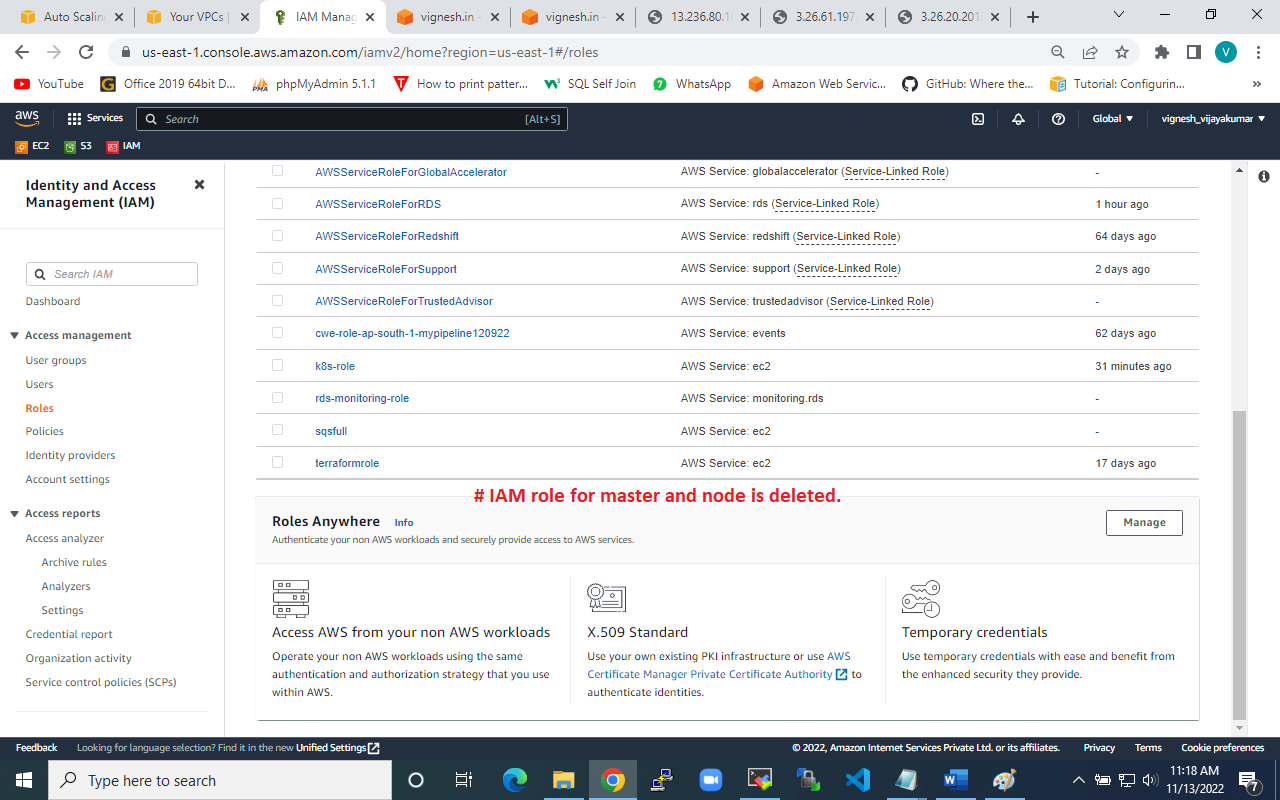 Auto Scalin
Your VPCs |
IAM Manag
vignesh.in -
vignesh.in -
13.236.80.1
3.26.61.197
3.26.20.201
us-east-1.console.aws.amazon.com/iamv2/home?region=us-east-1#/roles
V
YouTube
Office 2019 64bit D...
phpMyAdmin 5.1.1
How to print patter...
SQL Self Join
WhatsApp
Amazon Web Servic...
GitHub: Where the...
Tutorial: Configurin...
aws
Services
Search
[Alt+S]
Global
vignesh_vijayakumar
EC2
S3
IAM
Identity and Access
Management (IAM)
Search IAM
Dashboard
Access management
User groups
Users
Roles
Policies
Identity providers
Account settings
Access reports
Access analyzer
Archive rules
Analyzers
Settings
Credential report
Organization activity
Service control policies (SCPs)
AWSServiceRoleForGlobalAccelerator AWS Service: globalaccelerator (Service-Linked Role) -
AWSServiceRoleForRDS AWS Service: rds (Service-Linked Role) 1 hour ago
AWSServiceRoleForRedshift AWS Service: redshift (Service-Linked Role) 64 days ago
AWSServiceRoleForSupport AWS Service: support (Service-Linked Role) 2 days ago
AWSServiceRoleForTrustedAdvisor AWS Service: trustedadvisor (Service-Linked Role) -
cwe-role-ap-south-1-mypipeline120922 AWS Service: events 62 days ago
k8s-role AWS Service: ec2 31 minutes ago
rds-monitoring-role AWS Service: monitoring.rds -
sqsfull AWS Service: ec2 -
terraformrole AWS Service: ec2 17 days ago
# IAM role for master and node is deleted.
Roles Anywhere Info
Manage
Authenticate your non AWS workloads and securely provide access to AWS services.
Access AWS from your non AWS workloads
Operate your non AWS workloads using the same
authentication and authorization strategy that you use
within AWS.
X.509 Standard
Use your own existing PKI infrastructure or use AWS
Certificate Manager Private Certificate Authority to
authenticate identities.
Temporary credentials
Use temporary credentials with ease and benefit from
the enhanced security they provide.
Feedback
Looking for language selection? Find it in the new Unified Settings
© 2022, Amazon Internet Services Private Ltd. or its affiliates.
Privacy
Terms
Cookie preferences
Type here to search
11:18 AM
11/13/2022
7